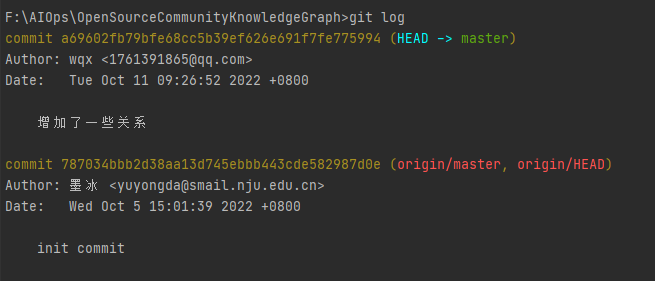 F:\AIOps\OpenSourceCommunityKnowledgeGraph>git log
commit a69602fb79bfe68cc5b39ef626e691f7fe775994 (HEAD -> master)
Author: wqx <1761391865@qq.com>
Date:   Tue Oct 11 09:26:52 2022 +0800
增加了一些关系
commit 787034bbb2d38aa13d745ebbb443cde582987d0e (origin/master, origin/HEAD)
Author: 墨冰 <yuyongda@smail.nju.edu.cn>
Date:   Wed Oct 5 15:01:39 2022 +0800
init commit